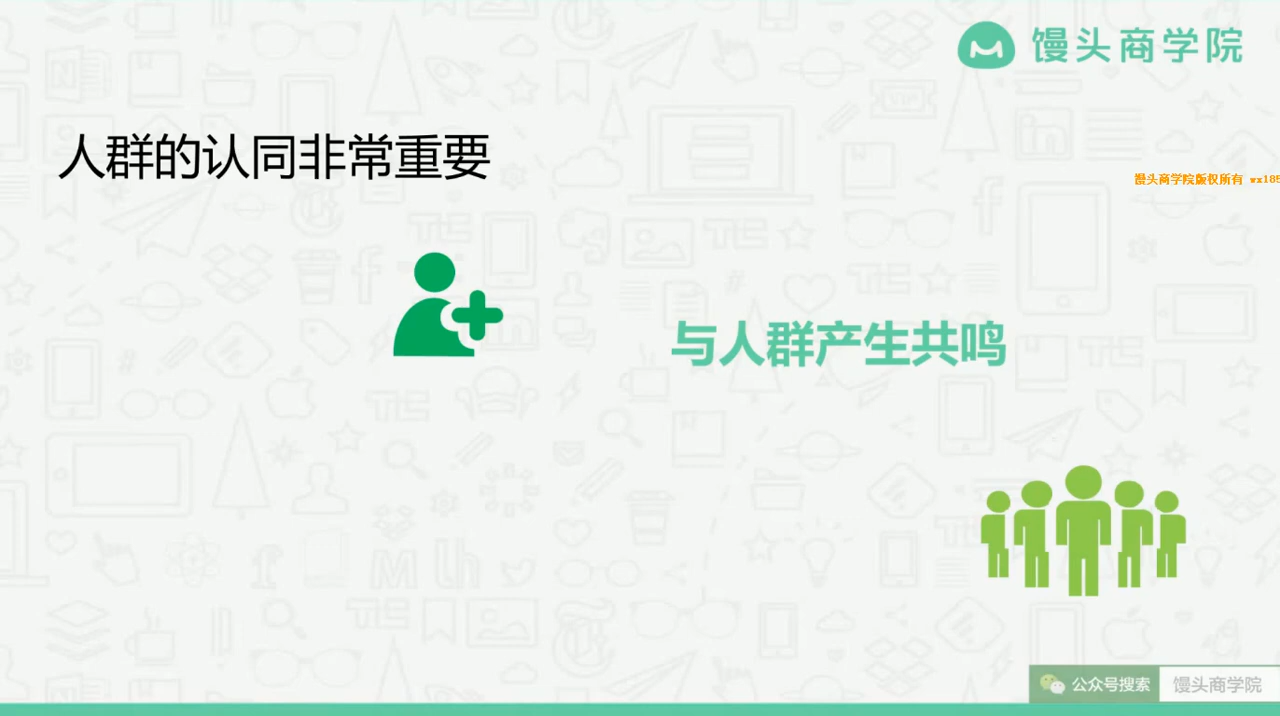 馒头商学院
人群的认同非常重要
馒头商学院版权所有 wx185
与人群产生共鸣
公众号搜索 馒头商学院